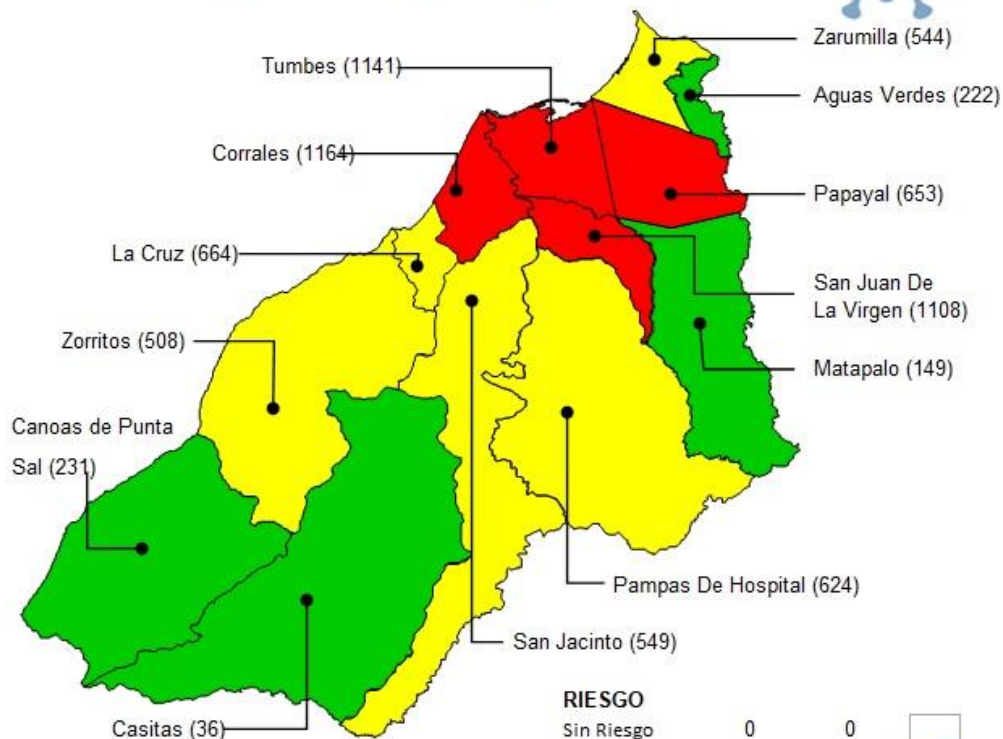 Zarumilla (544)
Tumbes (1141)
Aguas Verdes (222)
Corrales (1164)
Papayal (653)
La Cruz (664)
San Juan De
La Virgen (1108)
Zorritos (508)
Matapalo (149)
Canoas de Punta
Sal (231)
Pampas De Hospital (624)
San Jacinto (549)
RIESGO
Casitas (36)
Sin Riesgo 0 0